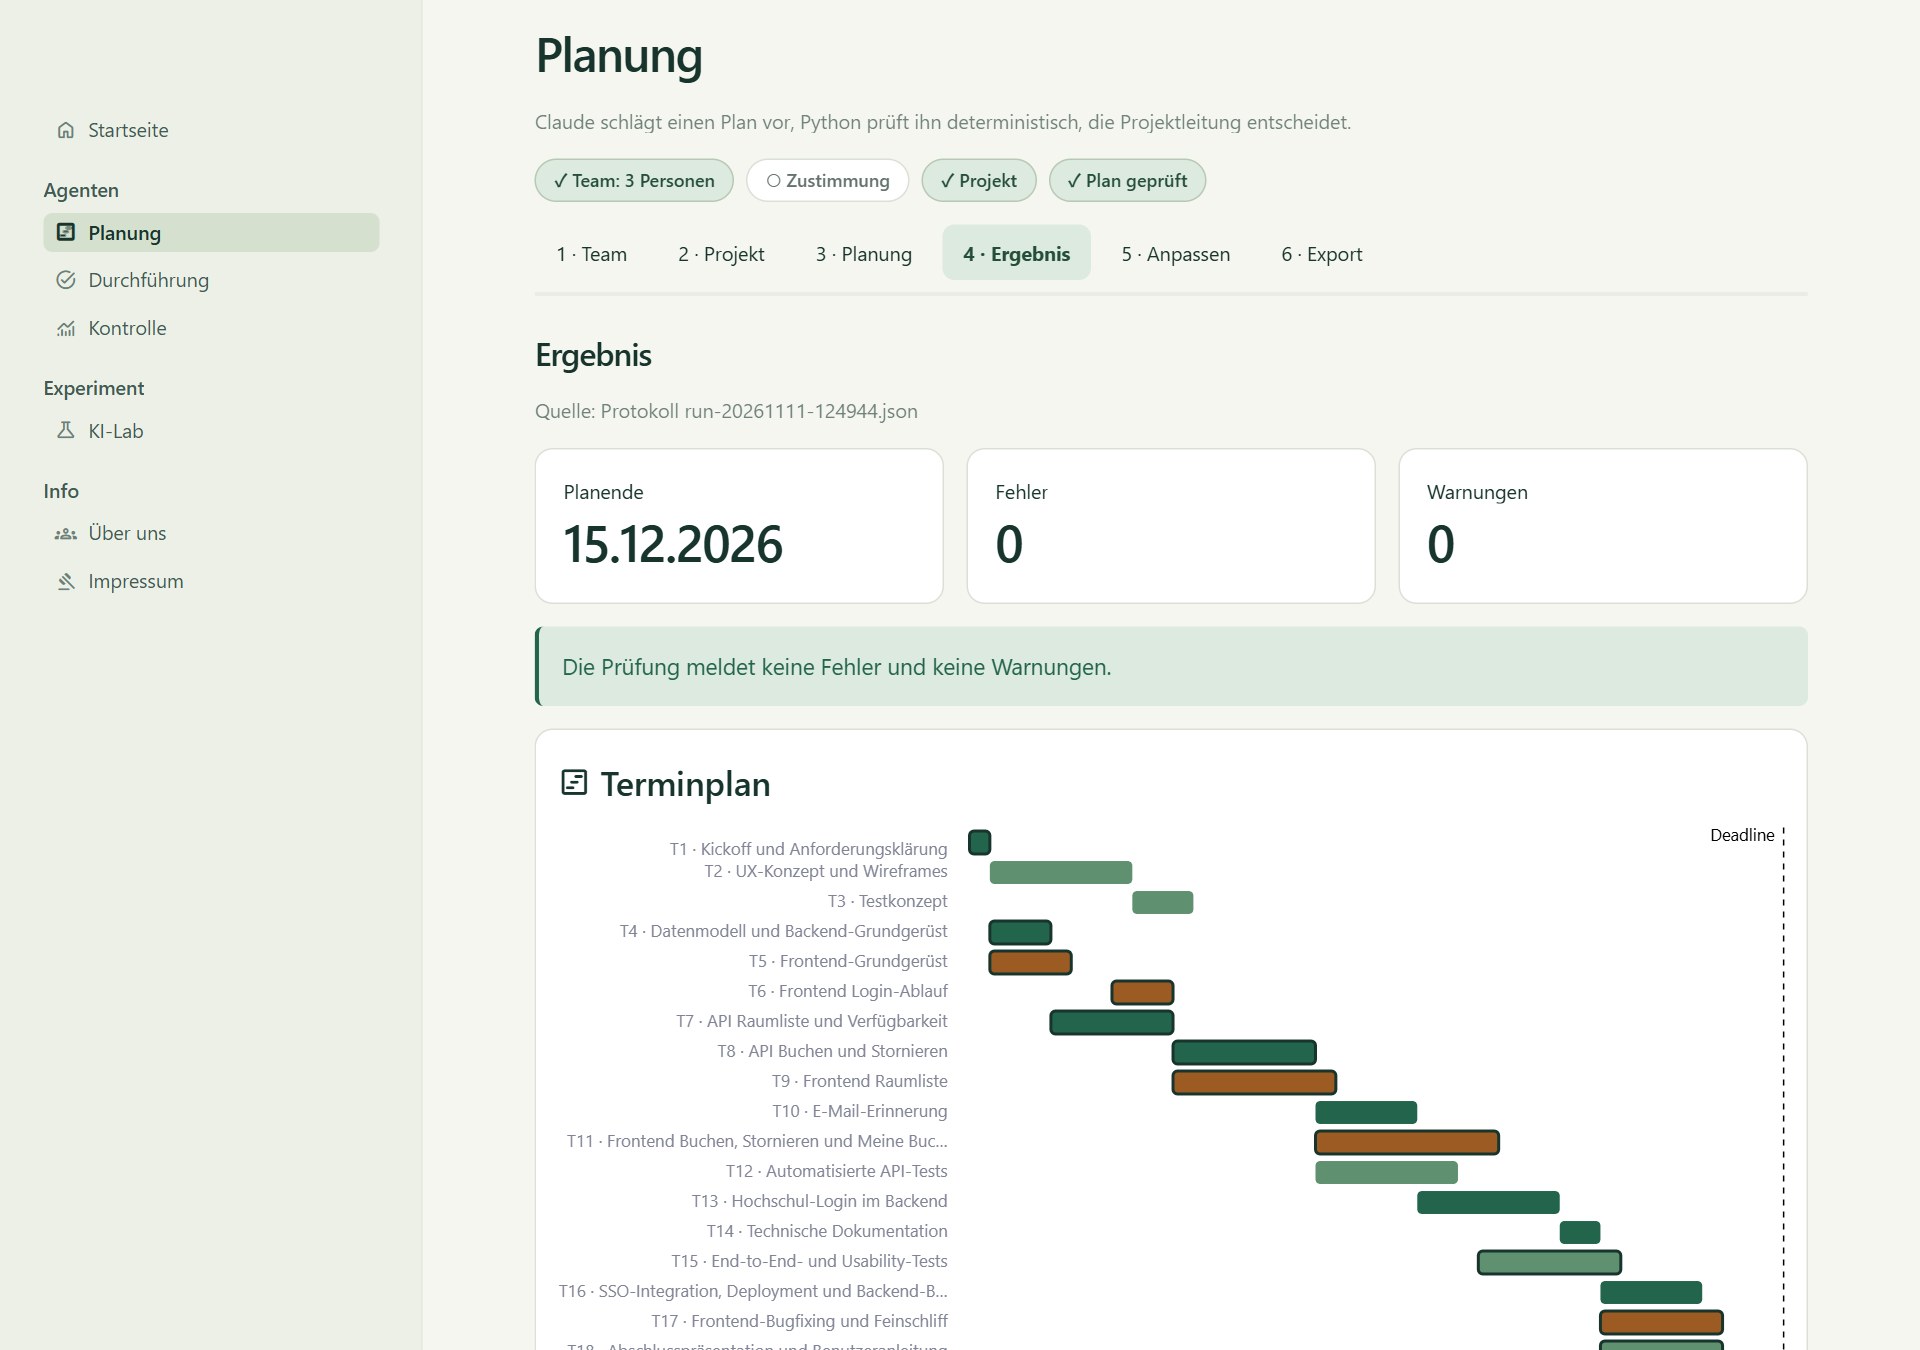 Startseite
Agenten
Planung
Durchführung
Kontrolle
Experiment
KI-Lab
Info
Über uns
Impressum
Planung
Claude schlägt einen Plan vor, Python prüft ihn deterministisch, die Projektleitung entscheidet.
✓ Team: 3 Personen
○ Zustimmung
✓ Projekt
✓ Plan geprüft
1 · Team
2 · Projekt
3 · Planung
4 · Ergebnis
5 · Anpassen
6 · Export
Ergebnis
Quelle: Protokoll run-20261111-124944.json
Planende
15.12.2026
Fehler
0
Warnungen
0
Die Prüfung meldet keine Fehler und keine Warnungen.
Terminplan
Deadline
T1 · Kickoff und Anforderungsklärung
T2 · UX-Konzept und Wireframes
T3 · Testkonzept
T4 · Datenmodell und Backend-Grundgerüst
T5 · Frontend-Grundgerüst
T6 · Frontend Login-Ablauf
T7 · API Raumliste und Verfügbarkeit
T8 · API Buchen und Stornieren
T9 · Frontend Raumliste
T10 · E-Mail-Erinnerung
T11 · Frontend Buchen, Stornieren und Meine Buc...
T12 · Automatisierte API-Tests
T13 · Hochschul-Login im Backend
T14 · Technische Dokumentation
T15 · End-to-End- und Usability-Tests
T16 · SSO-Integration, Deployment und Backend-B...
T17 · Frontend-Bugfixing und Feinschliff
T18 · Abschlusspräsentation und Benutzeranleitung